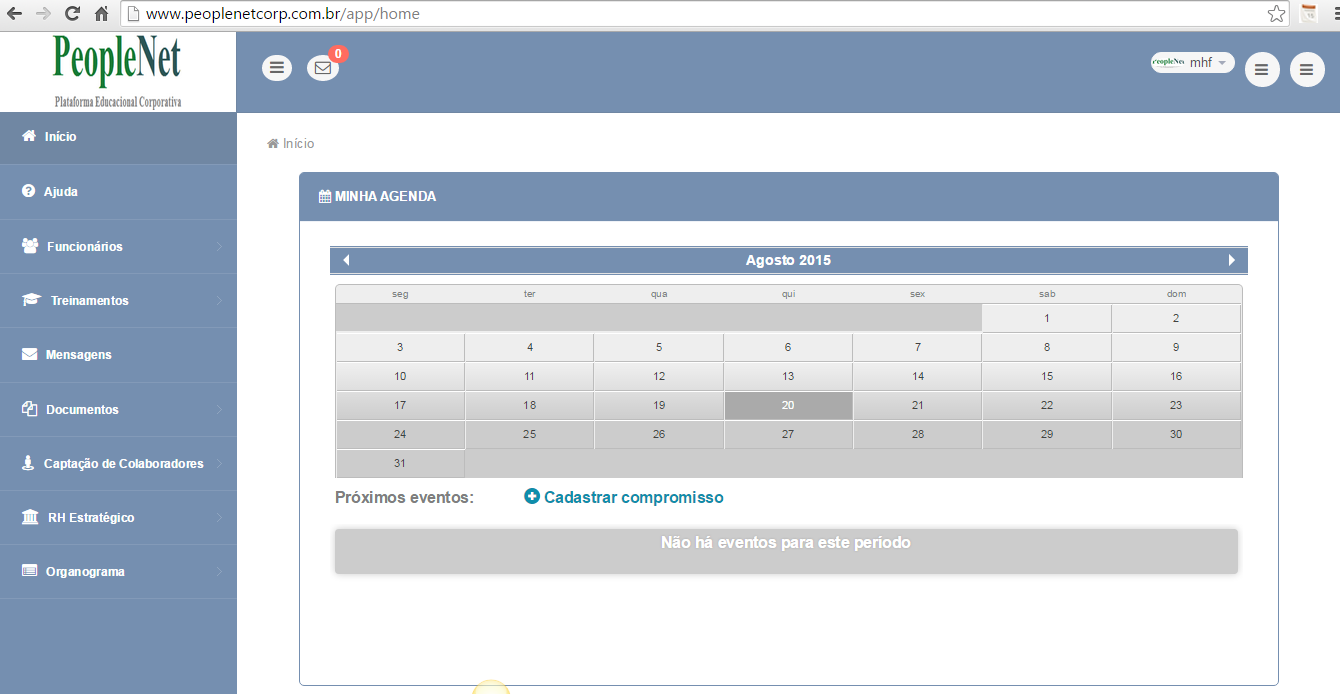 www.peoplenetcorp.com.br/app/home
PeopleNet
Plataforma Educacional Corporativa
0
PeopleNet mhf
Início
Ajuda
Funcionários
Treinamentos
Mensagens
Documentos
Captação de Colaboradores
RH Estratégico
Organograma
Início
MINHA AGENDA
Agosto 2015
seg ter qua qui sex sab dom
1 2
3 4 5 6 7 8 9
10 11 12 13 14 15 16
17 18 19 20 21 22 23
24 25 26 27 28 29 30
31
Próximos eventos: Cadastrar compromisso
Não há eventos para este periodo